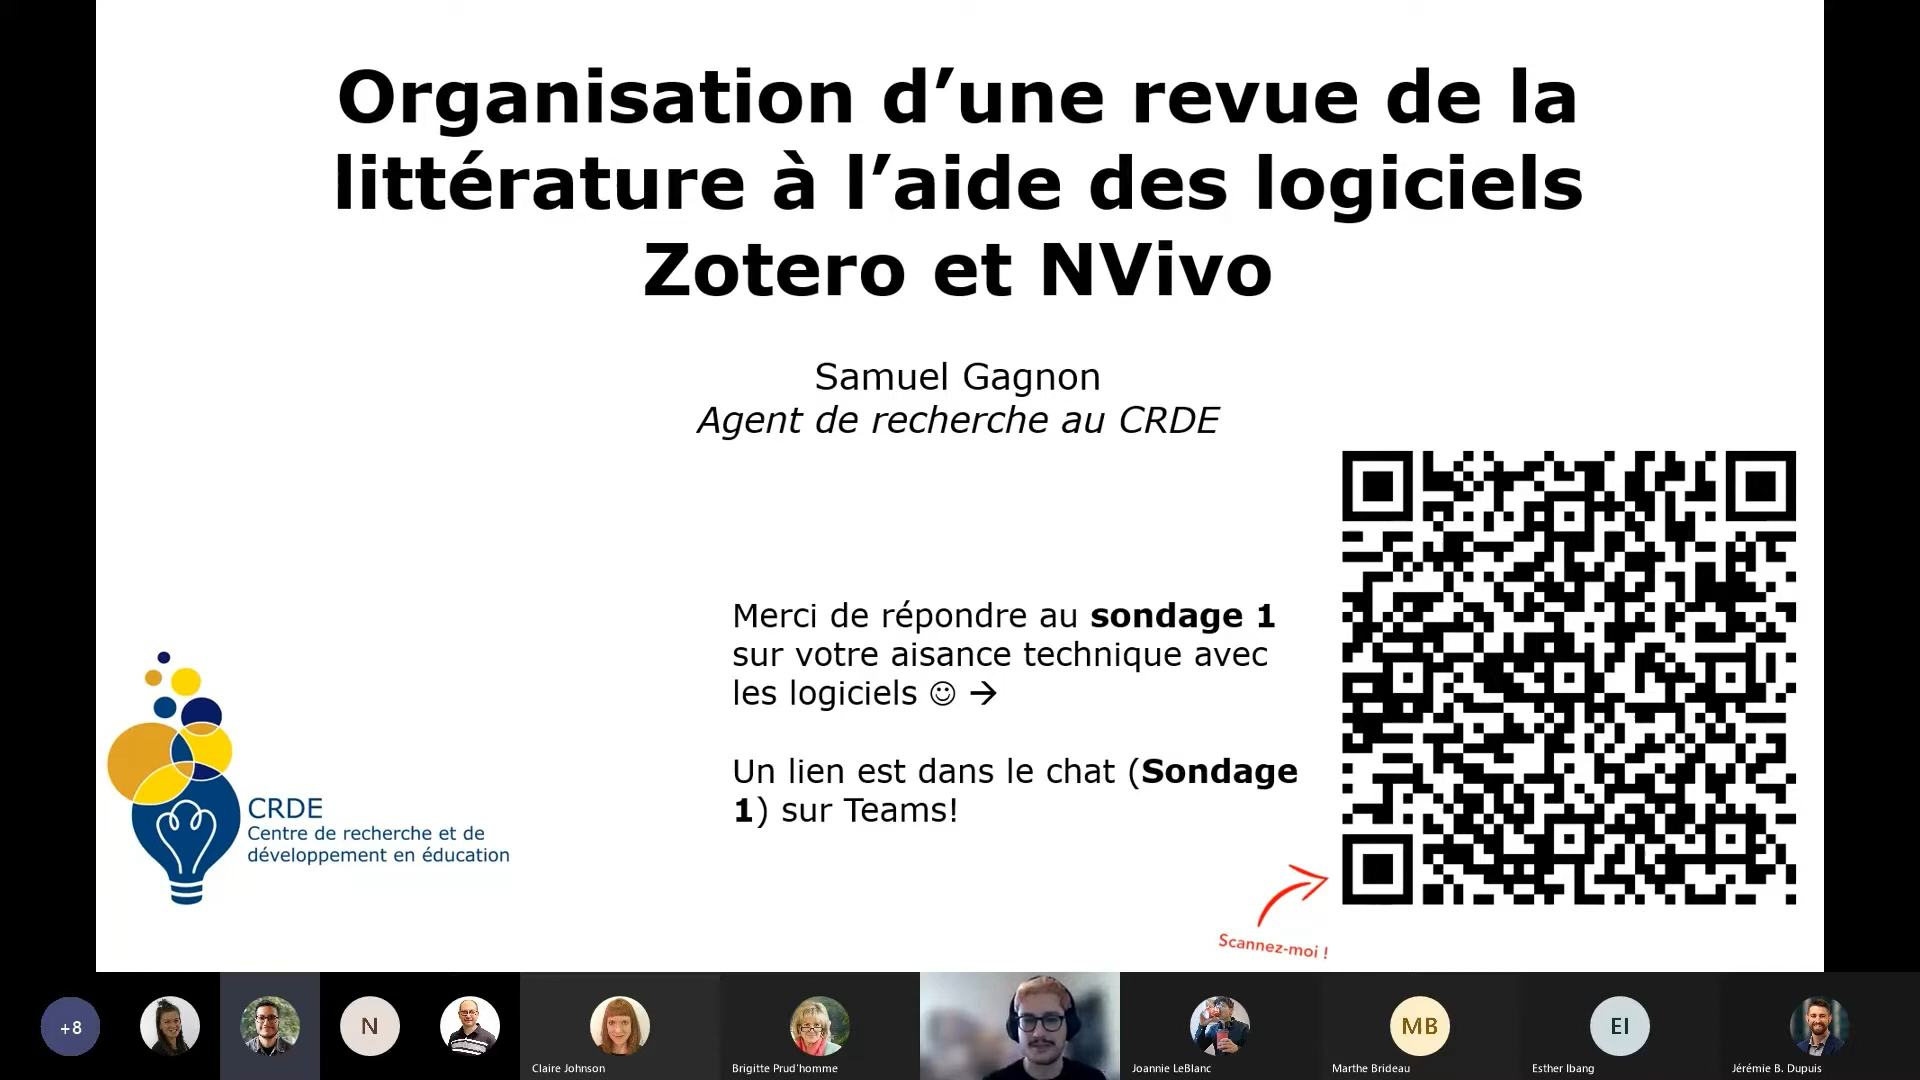 Organisation d’une revue de la
littérature à l’aide des logiciels
Zotero et NVivo
Samuel Gagnon
Agent de recherche au CRDE
Merci de répondre au sondage 1
sur votre aisance technique avec
les logiciels ☺ →
Un lien est dans le chat (Sondage
1) sur Teams!
CRDE
Centre de recherche et de
développement en éducation
Scannez-moi !
+8
N
Claire Johnson
Brigitte Prud'homme
Joannie LeBlanc
MB
Marthe Brideau
EI
Esther Ibang
Jérémie B. Dupuis